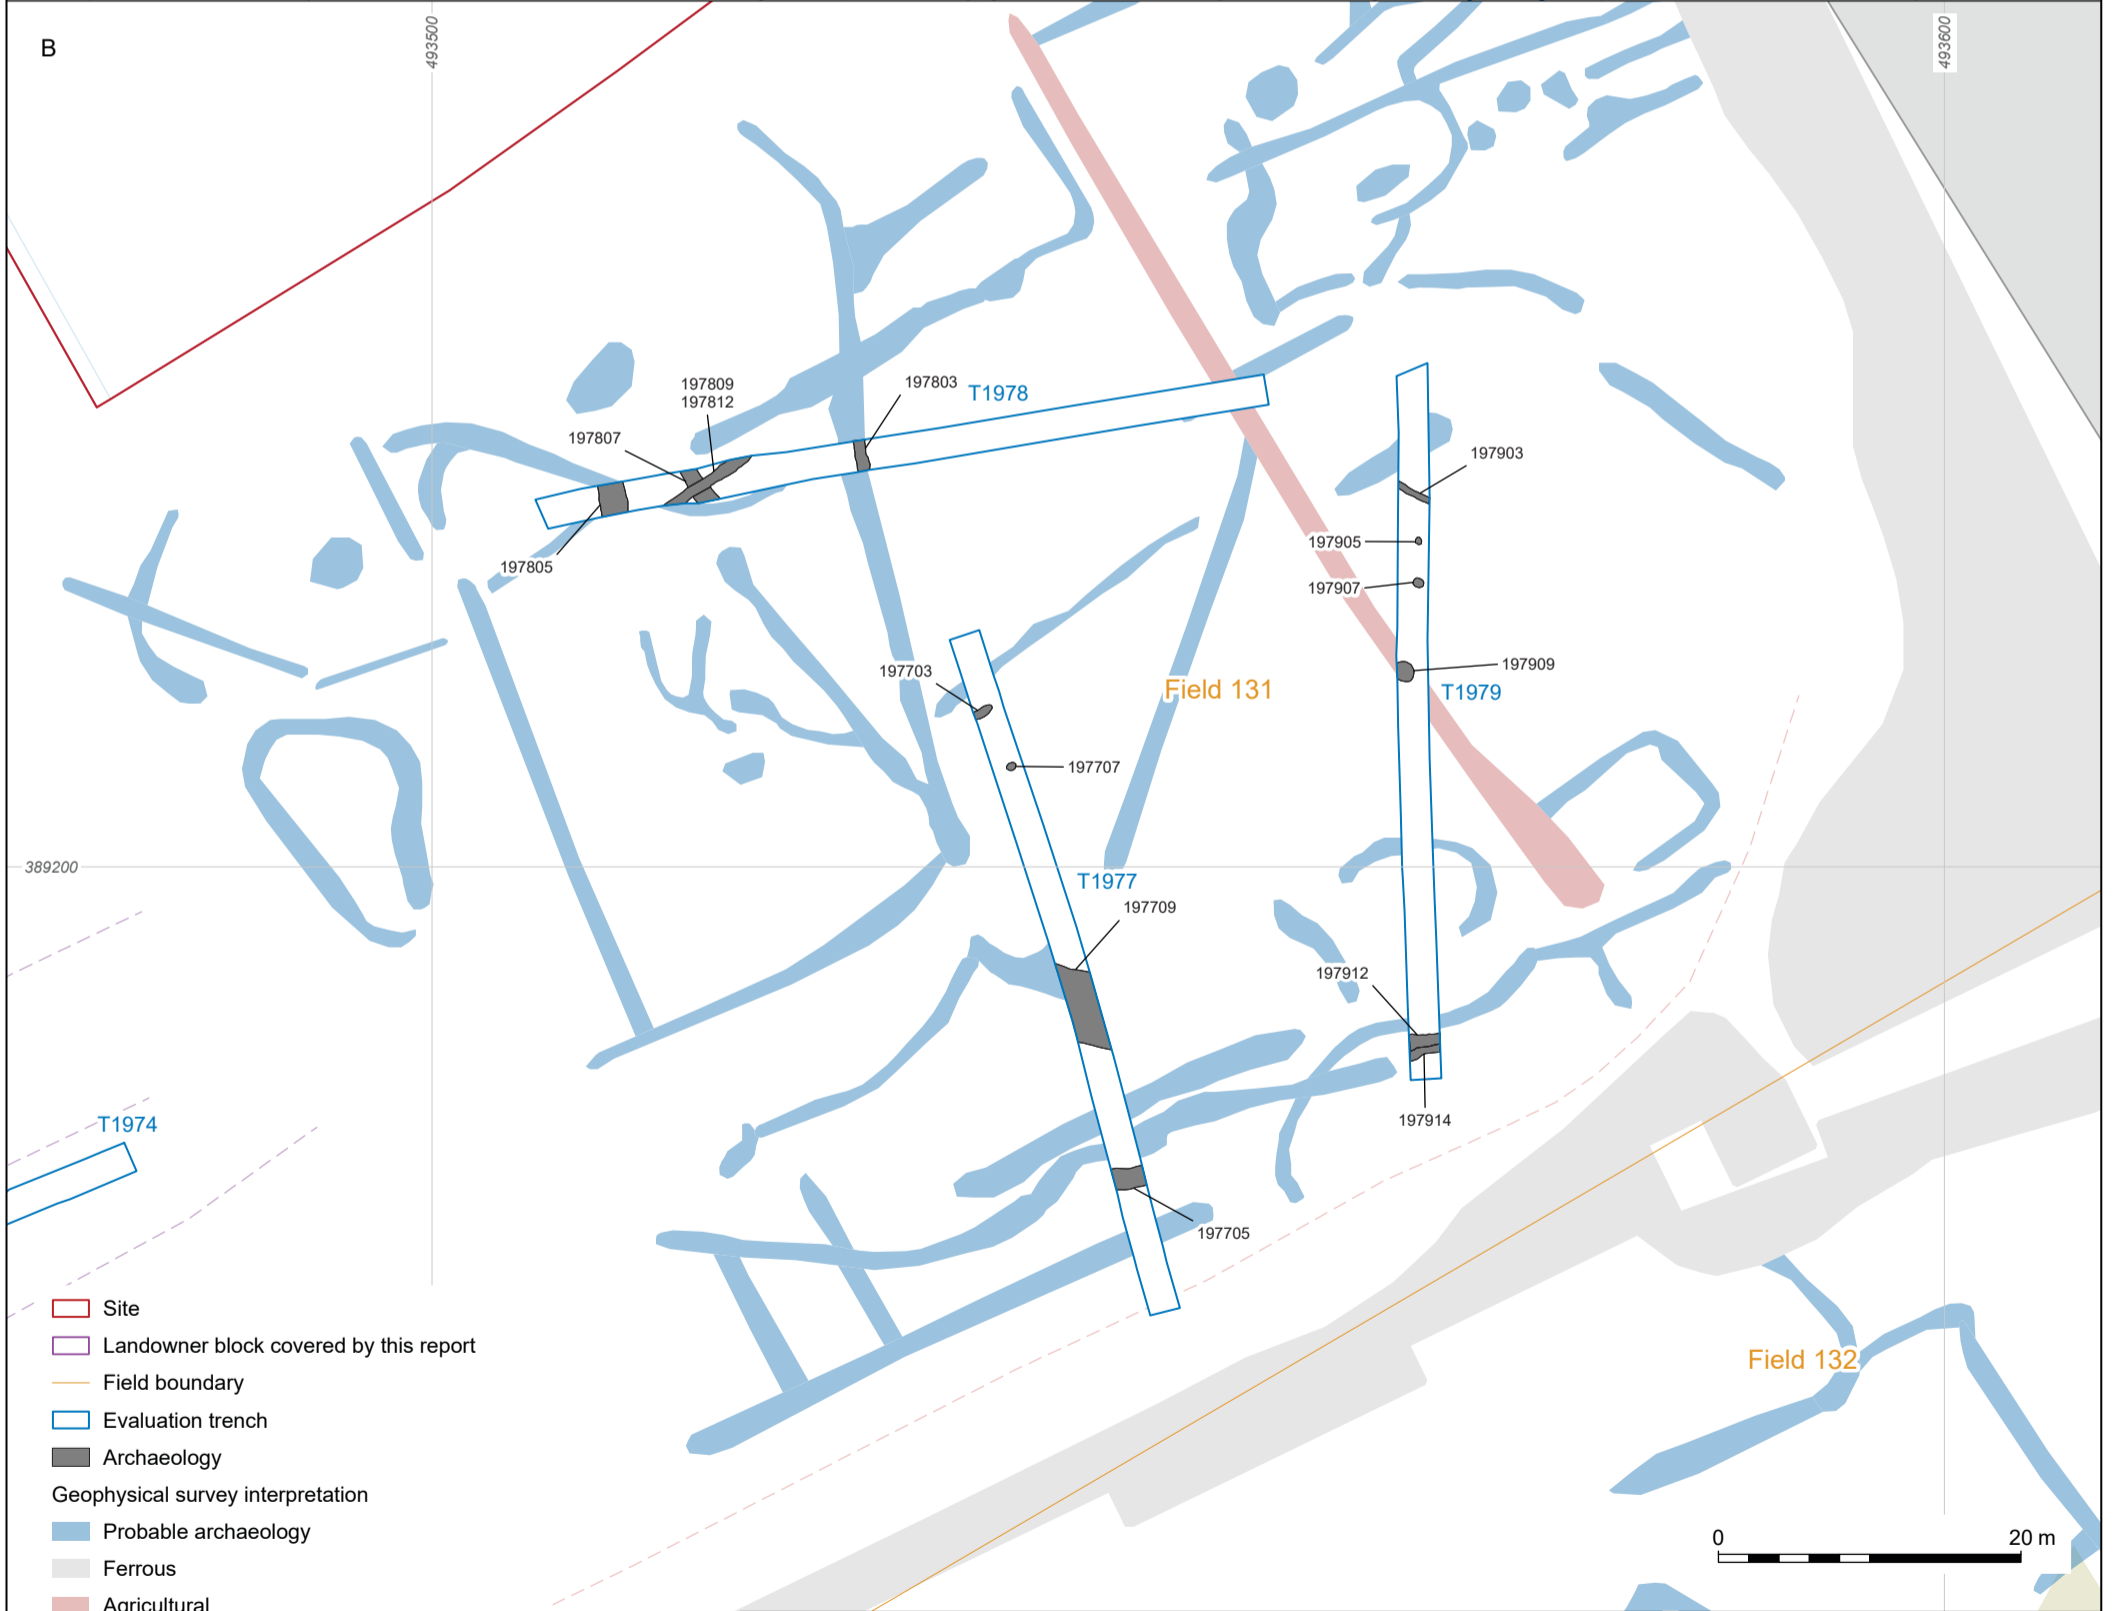 B
493500
493600
197809
197812
197803
T1978
197807
197903
197805
197905
197907
197703
197909
Field 131
T1979
197707
389200
T1977
197709
197912
T1974
197914
197705
Site
Landowner block covered by this report
Field boundary
Field 132
Evaluation trench
Archaeology
Geophysical survey interpretation
Probable archaeology
0 20 m
Ferrous
Agricultural